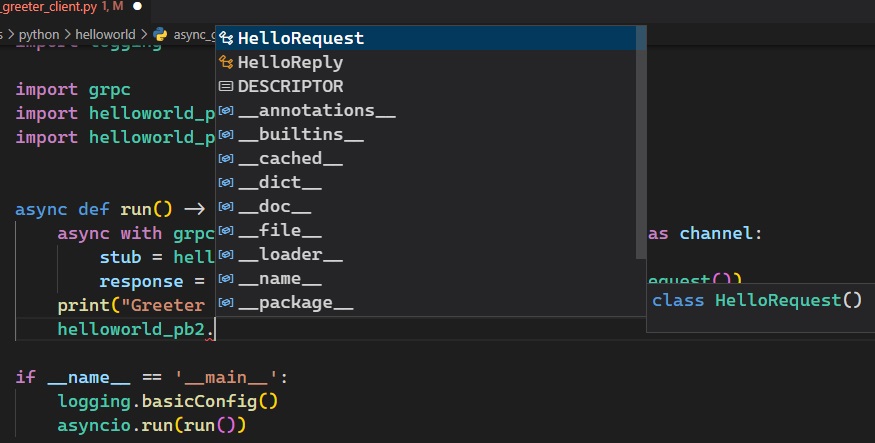 _greeter_client.py 1, M
s > python > helloworld > async_g
HelloRequest
HelloReply
DESCRIPTOR
__annotations__
__builtins__
__cached__
__dict__
__doc__
__file__
__loader__
__name__
__package__
class HelloRequest()
import logging
import grpc
import helloworld_p
import helloworld_p
async def run() ->
async with grpc as channel:
stub = hell
response = equest())
print("Greeter
helloworld_pb2.
if __name__ == '__main__':
logging.basicConfig()
asyncio.run(run())